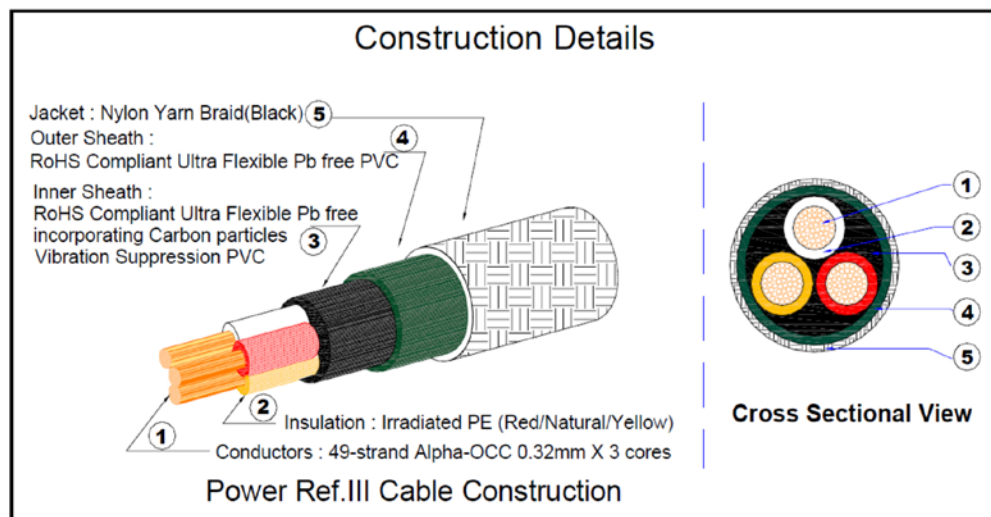 Construction Details
Jacket : Nylon Yarn Braid(Black) 5
Outer Sheath : 4
RoHS Compliant Ultra Flexible Pb free PVC
Inner Sheath :
RoHS Compliant Ultra Flexible Pb free
incorporating Carbon particles 3
Vibration Suppression PVC
2 Insulation : Irradiated PE (Red/Natural/Yellow)
1 Conductors : 49-strand Alpha-OCC 0.32mm X 3 cores
Power Ref.III Cable Construction
1
2
3
4
5
Cross Sectional View